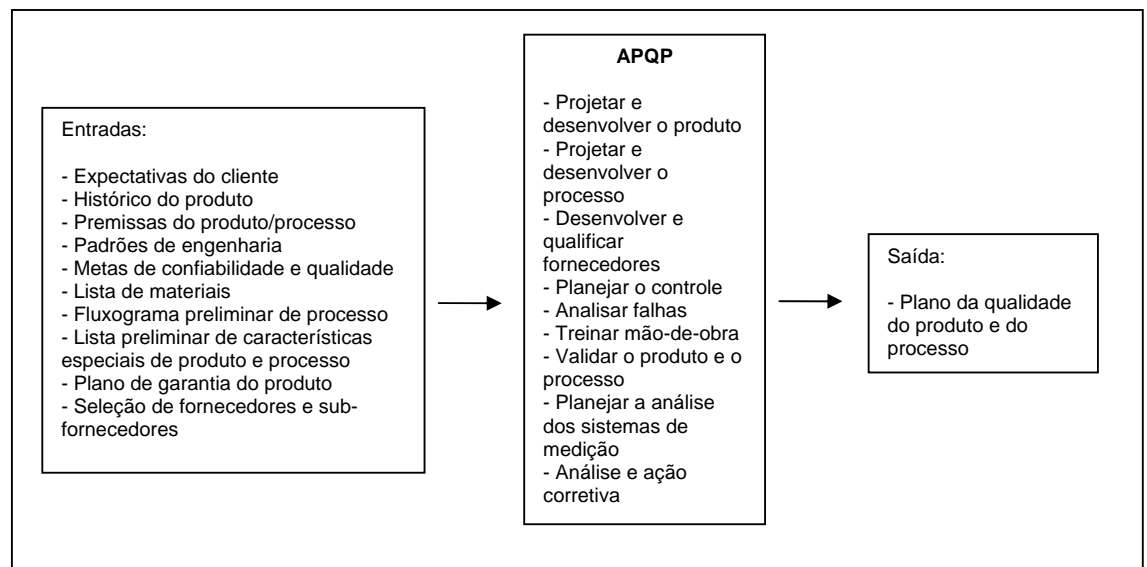 Entradas:
- Expectativas do cliente
- Histórico do produto
- Premissas do produto/processo
- Padrões de engenharia
- Metas de confiabilidade e qualidade
- Lista de materiais
- Fluxograma preliminar de processo
- Lista preliminar de características
especiais de produto e processo
- Plano de garantia do produto
- Seleção de fornecedores e sub-
fornecedores
APQP
- Projetar e
desenvolver o produto
- Projetar e
desenvolver o
processo
- Desenvolver e
qualificar
fornecedores
- Planejar o controle
- Analisar falhas
- Treinar mão-de-obra
- Validar o produto e o
processo
- Planejar a análise
dos sistemas de
medição
- Análise e ação
corretiva
Saída:
- Plano da qualidade
do produto e do
processo